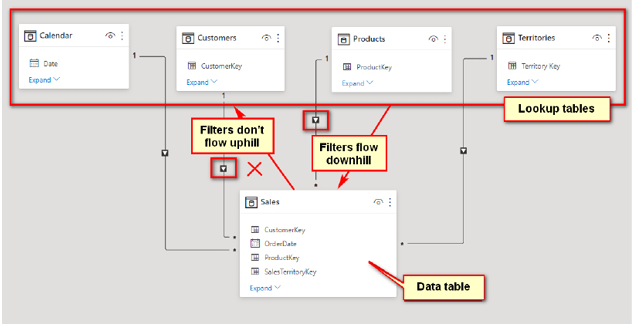 Calendar
Date
Expand
Customers
CustomerKey
Expand
Products
ProductKey
Expand
Territories
Territory Key
Expand
Lookup tables
1
1
1
1
Filters don't
flow uphill
Filters flow
downhill
*
*
*
*
Sales
CustomerKey
OrderDate
ProductKey
SalesTerritoryKey
Expand
Data table